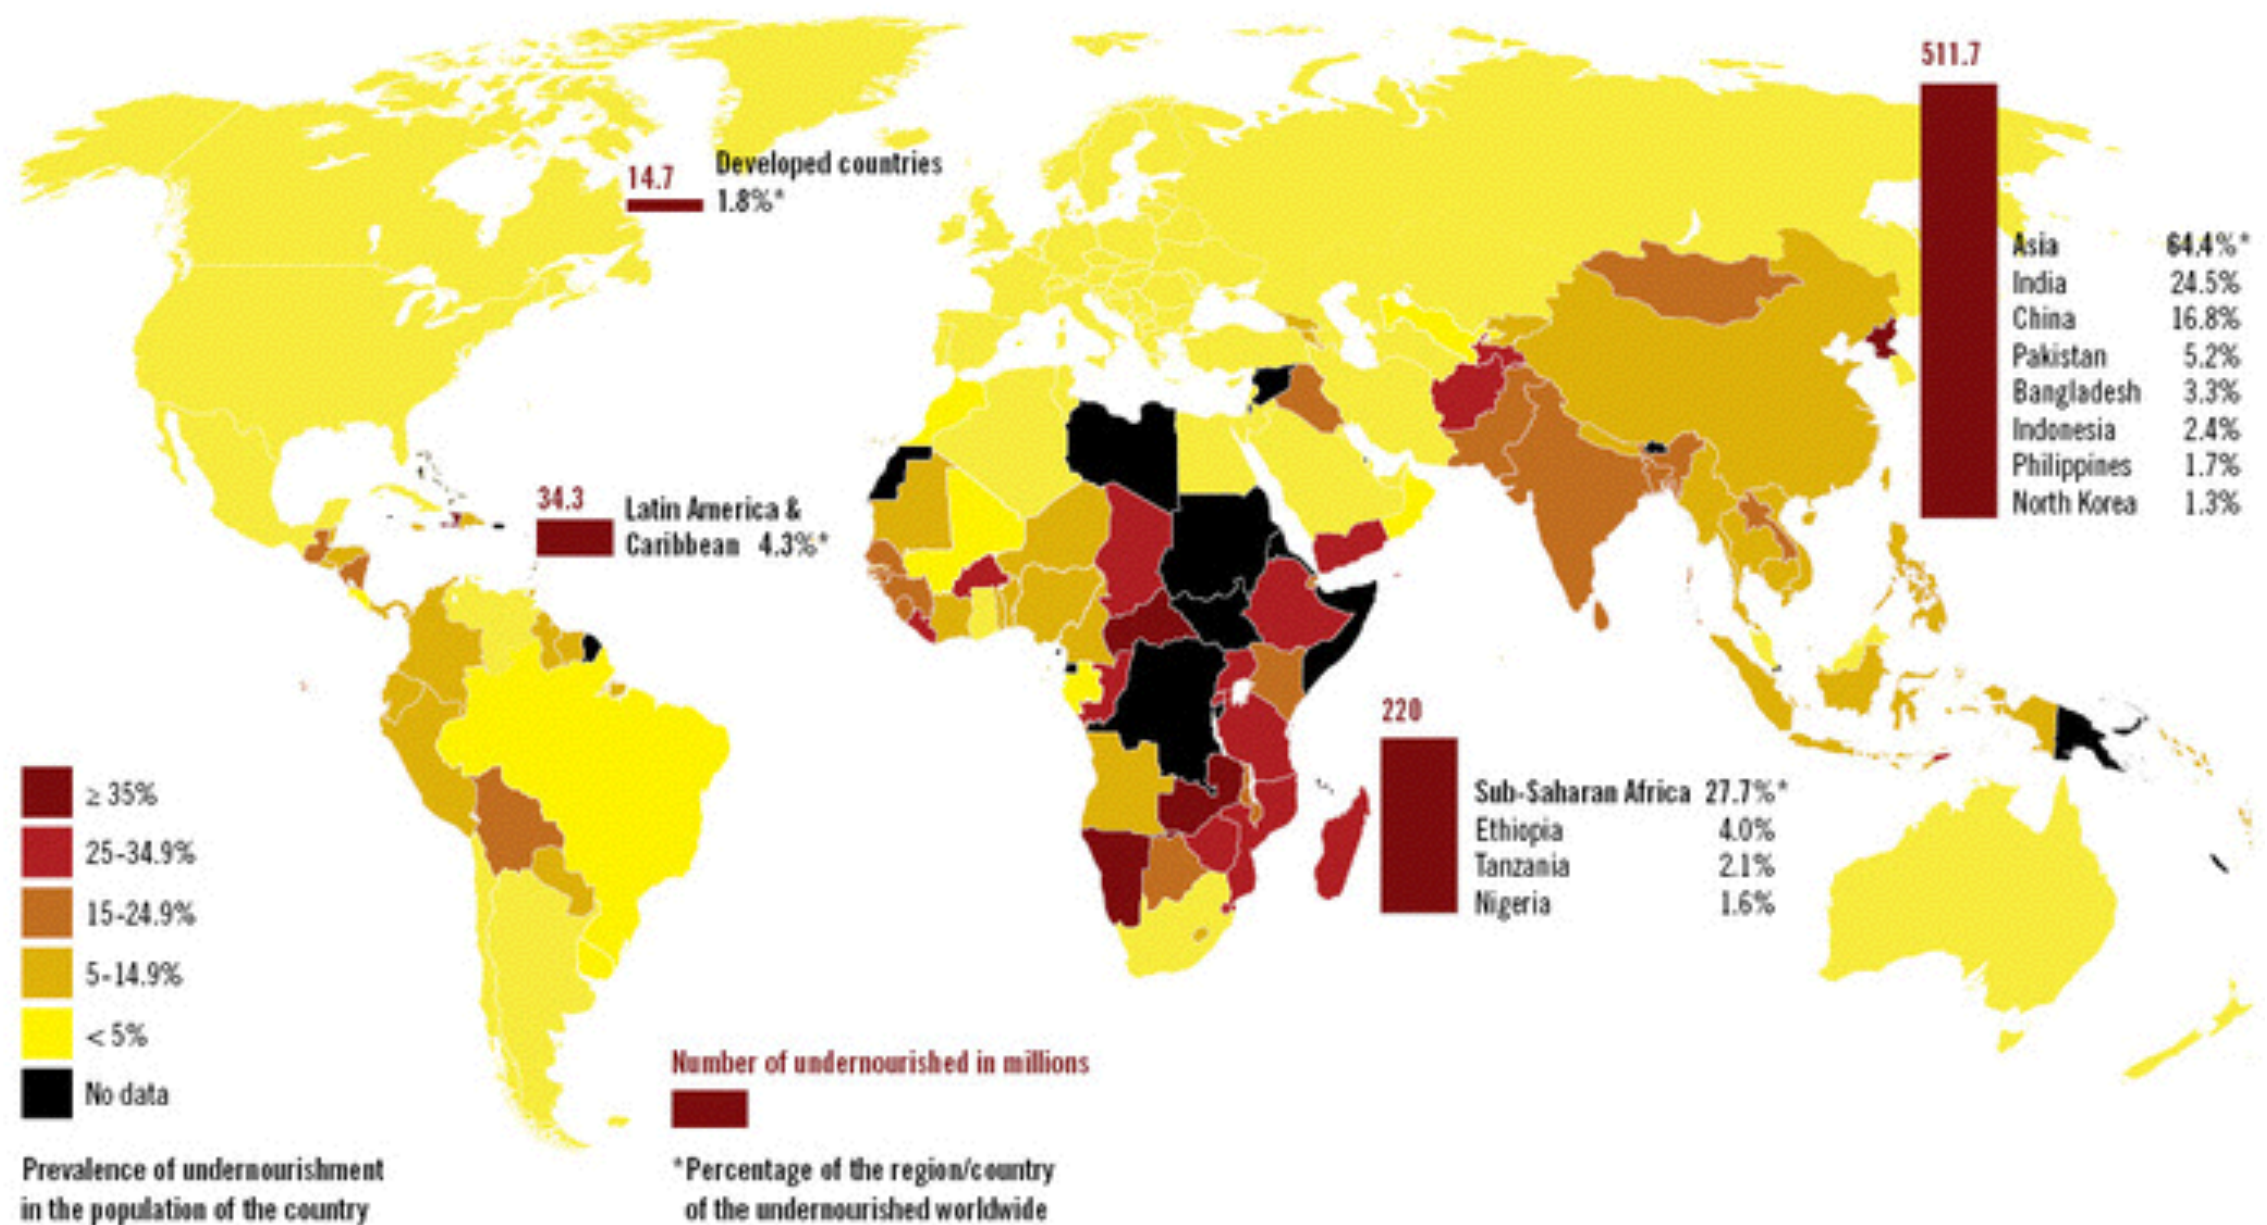 511.7
14.7
Developed countries
1.8%*
Asia 64.4%*
India 24.5%
China 16.8%
Pakistan 5.2%
Bangladesh 3.3%
Indonesia 2.4%
Philippines 1.7%
North Korea 1.3%
34.3
Latin America &
Caribbean 4.3%*
220
Sub-Saharan Africa 27.7%*
Ethiopia 4.0%
Tanzania 2.1%
Nigeria 1.6%
≥ 35%
25-34.9%
15-24.9%
5-14.9%
< 5%
No data
Prevalence of undernourishment
in the population of the country
Number of undernourished in millions
*Percentage of the region/country
of the undernourished worldwide